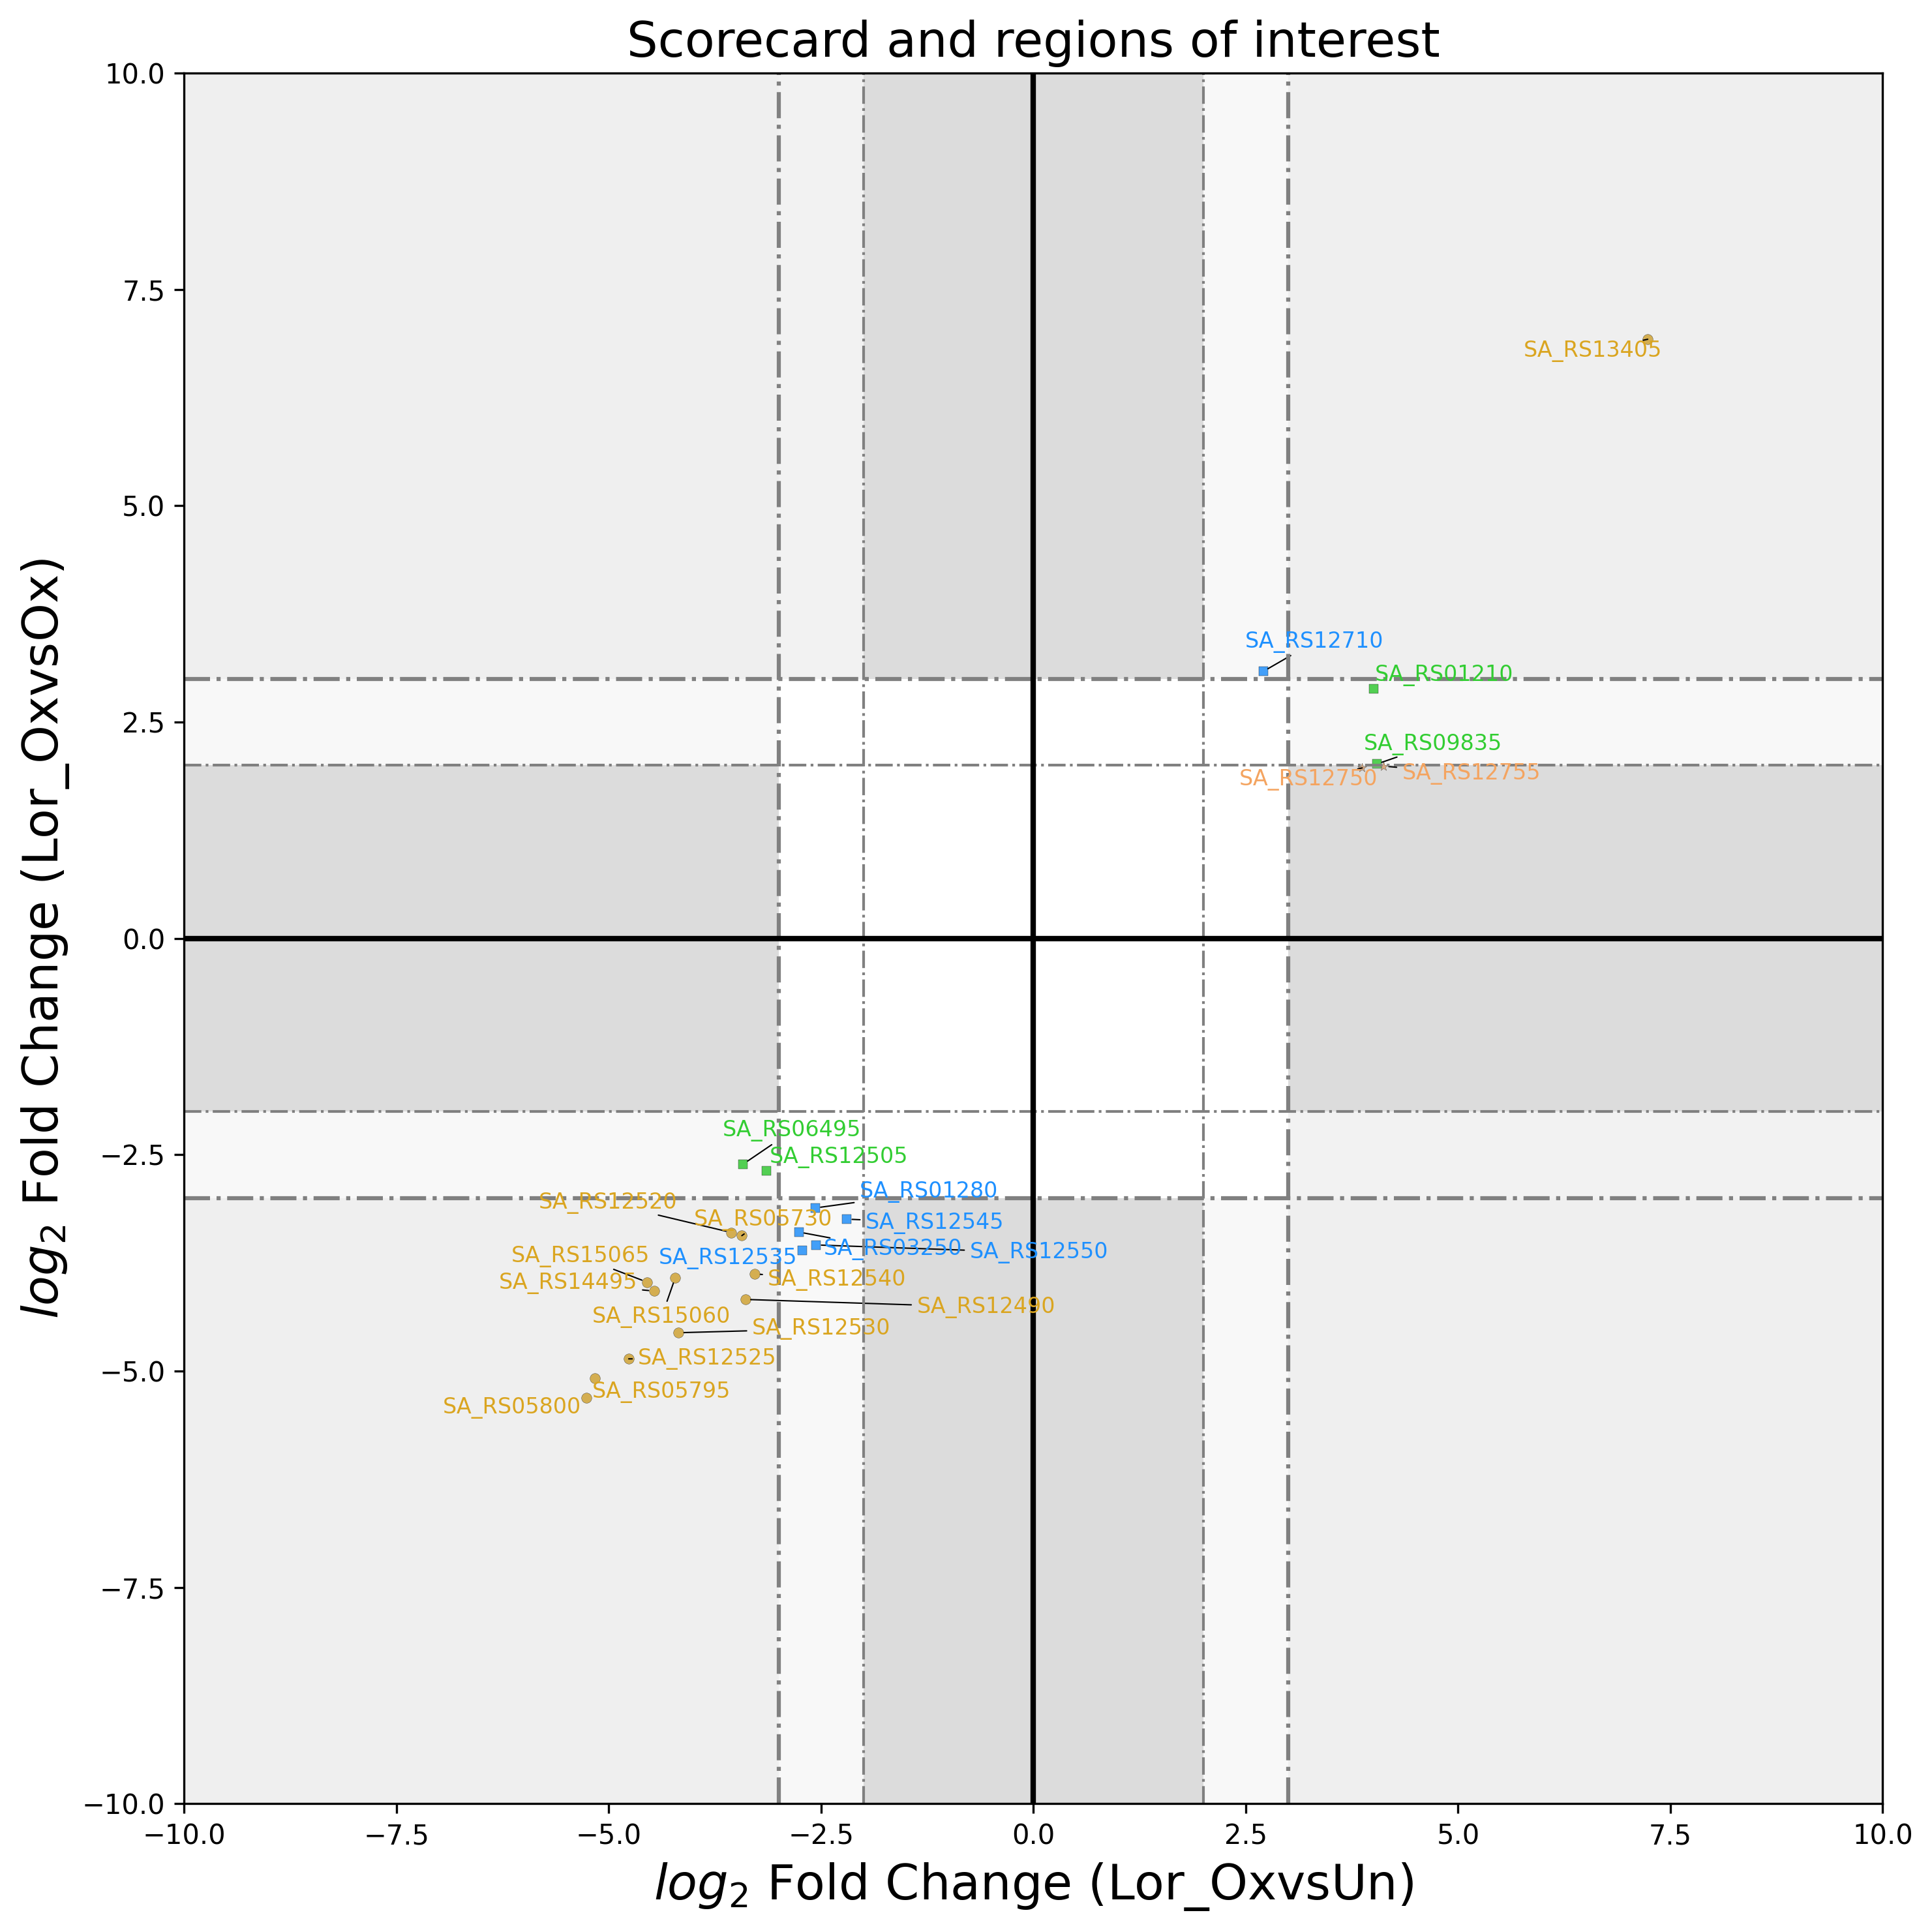 Scorecard and regions of interest
10.0
7.5
5.0
2.5
0.0
−2.5
−5.0
−7.5
−10.0
log2 Fold Change (Lor_OxvsOx)
SA_RS13405
SA_RS12710
SA_RS01210
SA_RS09835
SA_RS12750
SA_RS12755
SA_RS06495
SA_RS12505
SA_RS01280
SA_RS12520
SA_RS05730
SA_RS12545
SA_RS03250
SA_RS12550
SA_RS15065
SA_RS12535
SA_RS14495
SA_RS12540
SA_RS12490
SA_RS15060
SA_RS12530
SA_RS12525
SA_RS05795
SA_RS05800
−10.0
−7.5
−5.0
−2.5
0.0
2.5
5.0
7.5
10.0
log2 Fold Change (Lor_OxvsUn)